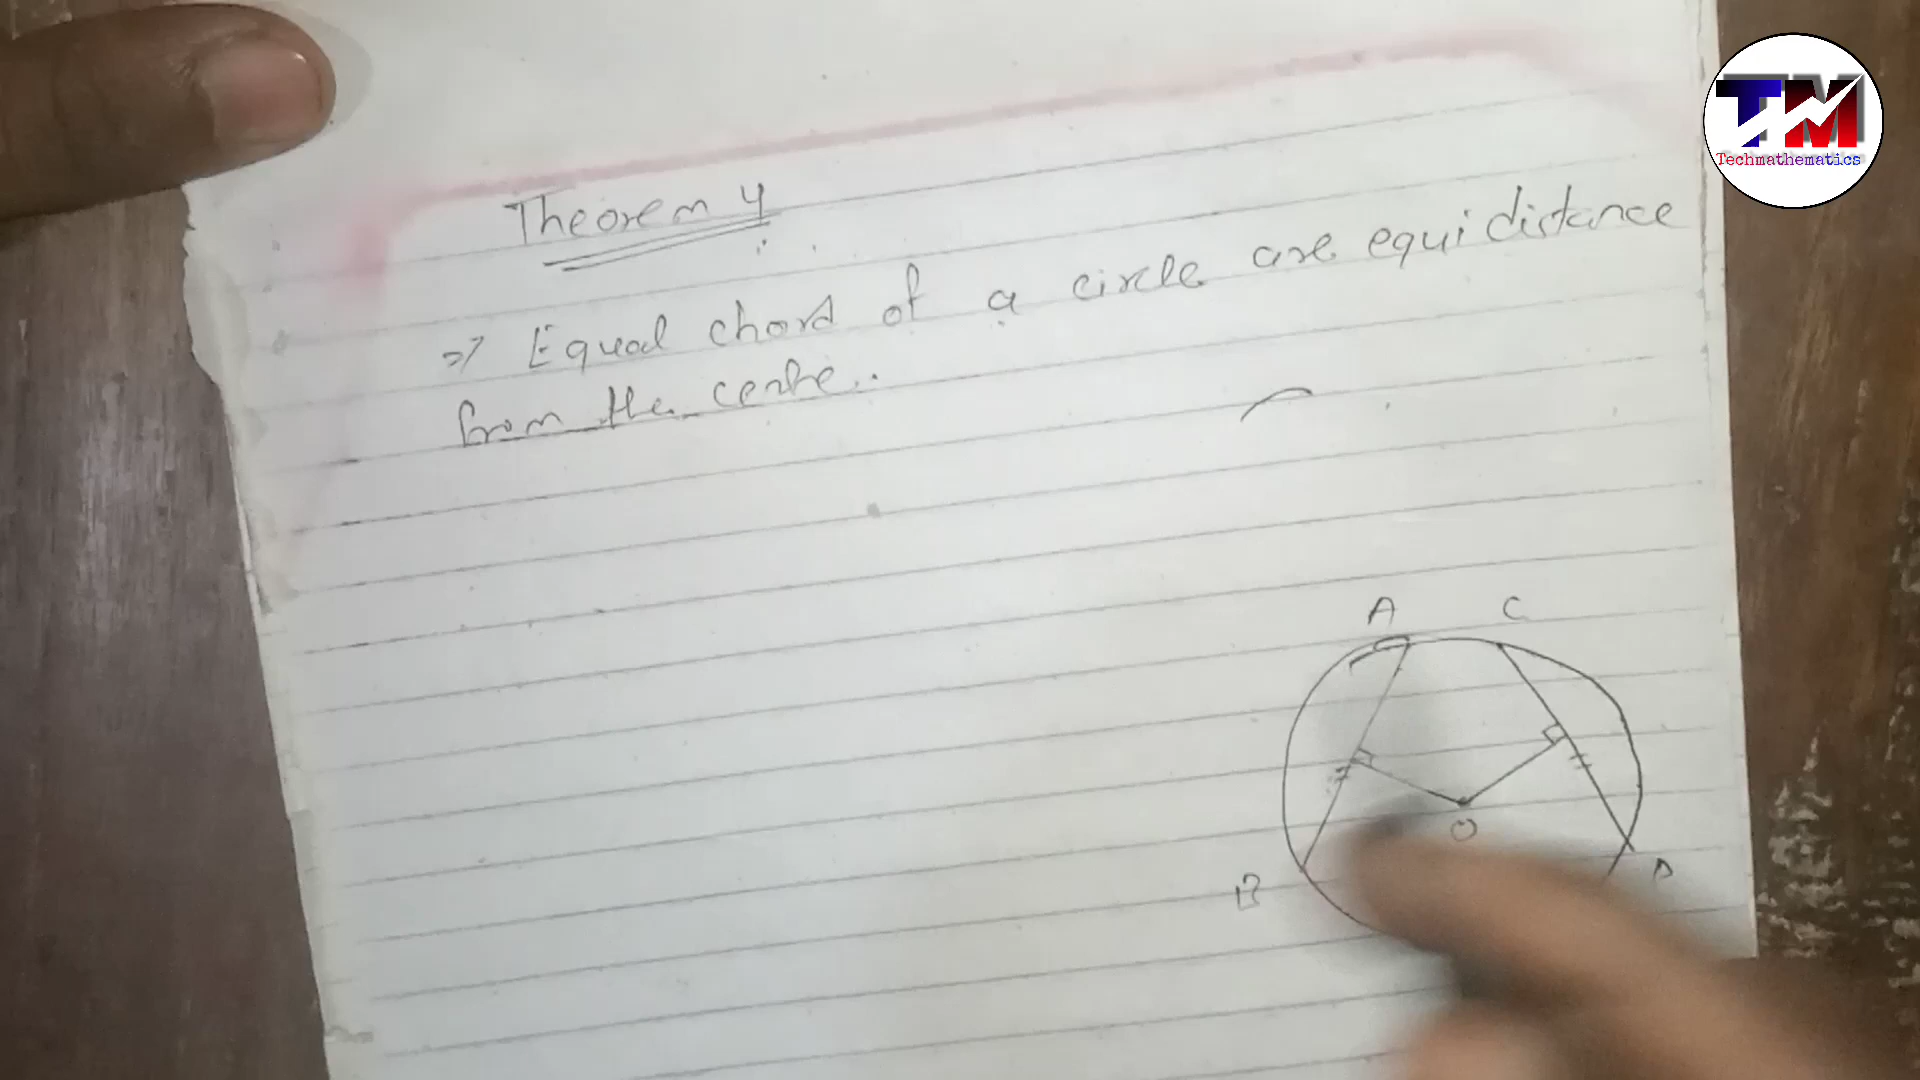 TM
Techmathematics
Theorem 4
=> Equal chord of a circle are equidistance
from the centre.
A C
O
B D